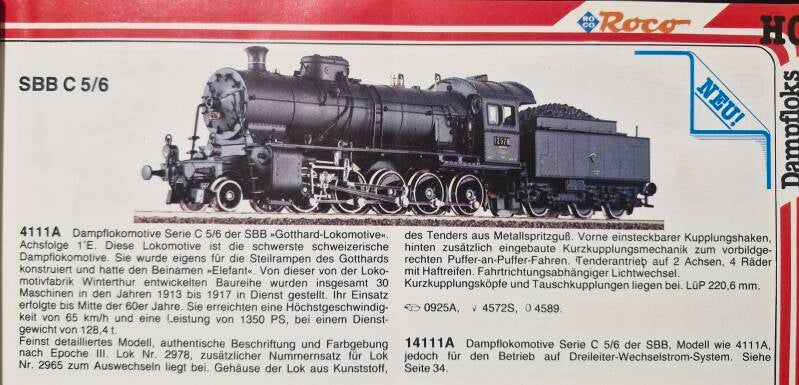 ROCO Roco
H0
SBB C 5/6
NEU!
Dampfloks
2978
4111A Dampflokomotive Serie C 5/6 der SBB »Gotthard-Lokomotive«.
Achsfolge 1'E. Diese Lokomotive ist die schwerste schweizerische
Dampflokomotive. Sie wurde eigens für die Steilrampen des Gotthards
konstruiert und hatte den Beinamen »Elefant«. Von dieser von der Loko-
motivfabrik Winterthur entwickelten Baureihe wurden insgesamt 30
Maschinen in den Jahren 1913 bis 1917 in Dienst gestellt. Ihr Einsatz
erfolgte bis Mitte der 60er Jahre. Sie erreichten eine Höchstgeschwindig-
keit von 65 km/h und eine Leistung von 1350 PS, bei einem Dienst-
gewicht von 128,4 t.
Feinst detailliertes Modell, authentische Beschriftung und Farbgebung
nach Epoche III. Lok Nr. 2978, zusätzlicher Nummernsatz für Lok
Nr. 2965 zum Auswechseln liegt bei. Gehäuse der Lok aus Kunststoff,
des Tenders aus Metallspritzguß. Vorne einsteckbarer Kupplungshaken,
hinten zusätzlich eingebaute Kurzkupplungsmechanik zum vorbildge-
rechten Puffer-an-Puffer-Fahren. Tenderantrieb auf 2 Achsen, 4 Räder
mit Haftreifen. Fahrtrichtungsabhängiger Lichtwechsel.
Kurzkupplungsköpfe und Tauschkupplungen liegen bei. LüP 220,6 mm.
0925A, 4572S, 4589.
14111A Dampflokomotive Serie C 5/6 der SBB, Modell wie 4111A,
jedoch für den Betrieb auf Dreileiter-Wechselstrom-System. Siehe
Seite 34.